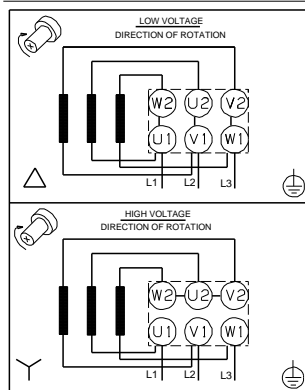 LOW VOLTAGE
DIRECTION OF ROTATION
W2 U2 V2
U1 V1 W1
L1 L2 L3
HIGH VOLTAGE
DIRECTION OF ROTATION
W2 U2 V2
U1 V1 W1
L1 L2 L3